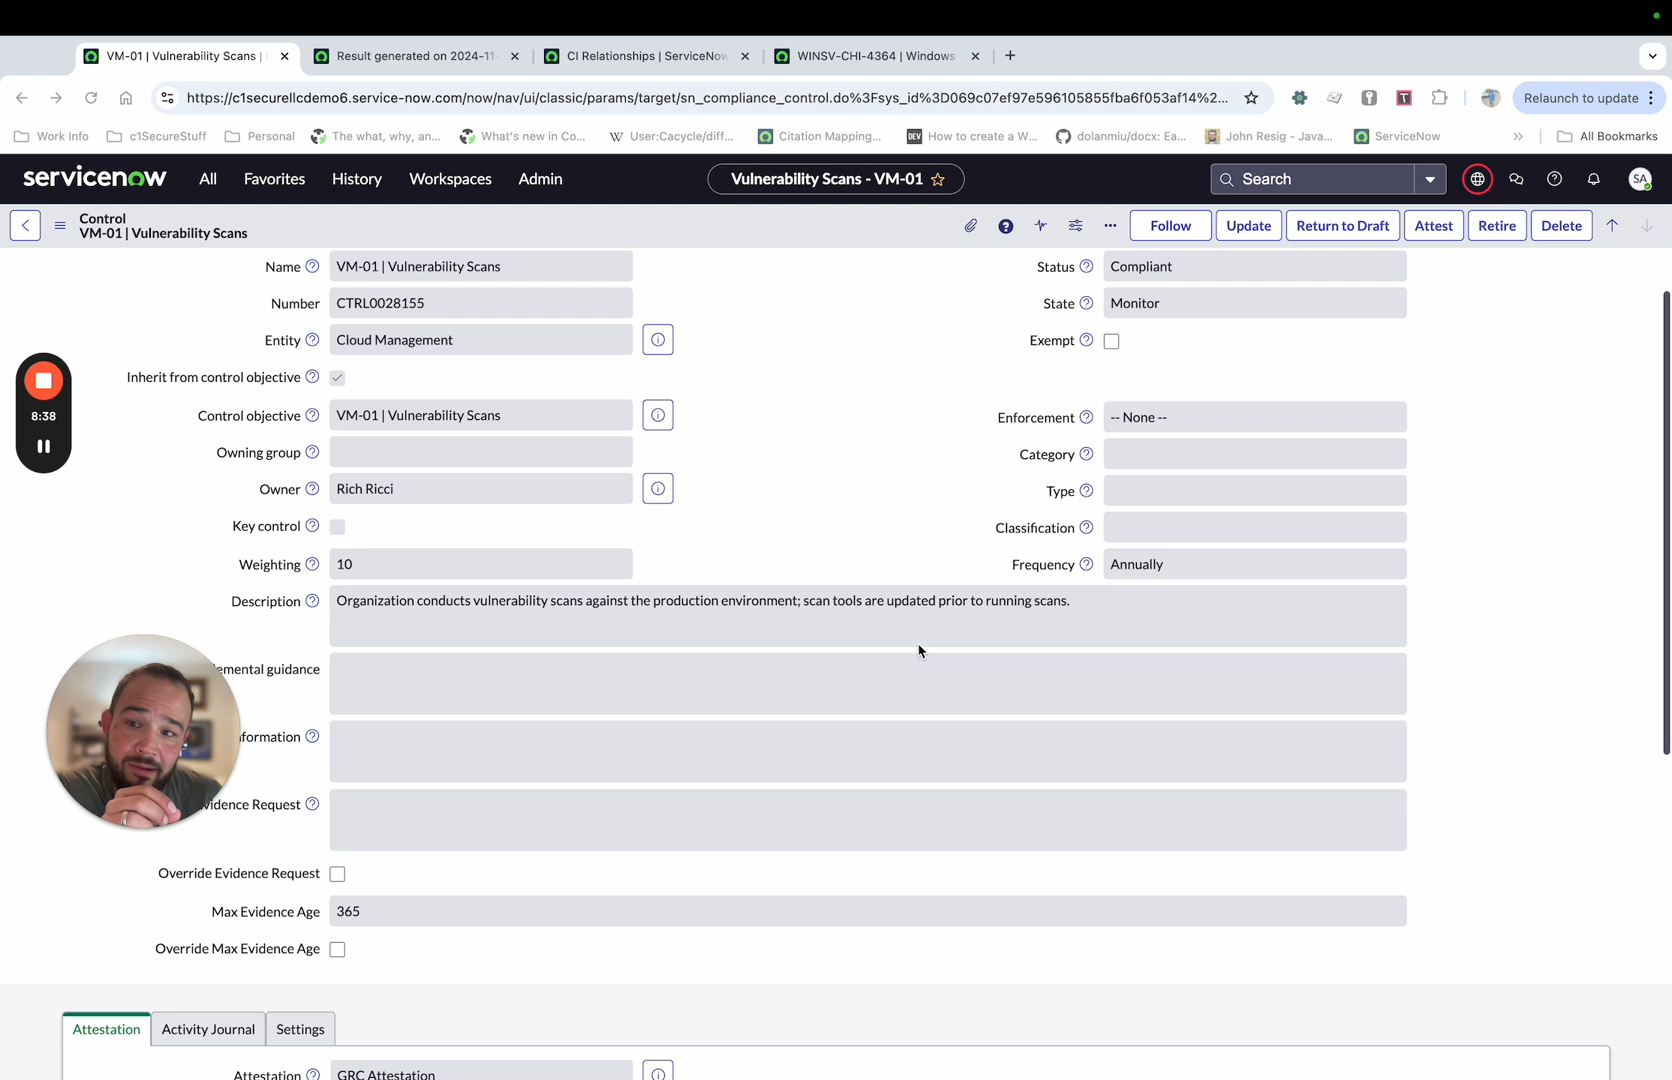 VM-01 | Vulnerability Scans |
Result generated on 2024-11-
CI Relationships | ServiceNow
WINSV-CHI-4364 | Windows
https://c1securellcdemo6.service-now.com/now/nav/ui/classic/params/target/sn_compliance_control.do%3Fsys_id%3D069c07ef97e596105855fba6f053af14%2...
Relaunch to update
Work Info
c1SecureStuff
Personal
The what, why, an...
What's new in Co...
User:Cacycle/diff...
Citation Mapping...
How to create a W...
dolanmiu/docx: Ea...
John Resig - Java...
ServiceNow
All Bookmarks
servicenow
All
Favorites
History
Workspaces
Admin
Vulnerability Scans - VM-01
Search
SA
Control
VM-01 | Vulnerability Scans
Follow
Update
Return to Draft
Attest
Retire
Delete
Name
VM-01 | Vulnerability Scans
Status
Compliant
Number
CTRL0028155
State
Monitor
Entity
Cloud Management
Exempt
Inherit from control objective
Control objective
VM-01 | Vulnerability Scans
Enforcement
-- None --
Owning group
Category
Owner
Rich Ricci
Type
Key control
Classification
Weighting
10
Frequency
Annually
Description
Organization conducts vulnerability scans against the production environment; scan tools are updated prior to running scans.
8:38
emental guidance
formation
vidence Request
Override Evidence Request
Max Evidence Age
365
Override Max Evidence Age
Attestation
Activity Journal
Settings
Attestation
GRC Attestation